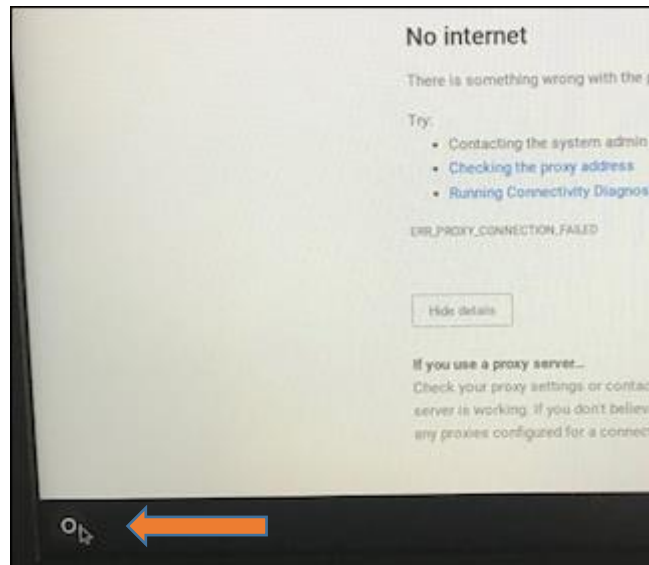 No internet
There is something wrong with the
Try:
Contacting the system admin
Checking the proxy address
Running Connectivity Diagnos
ERR_PROXY_CONNECTION_FAILED
Hide details
If you use a proxy server...
Check your proxy settings or contac
server is working. If you don't believ
any proxies configured for a connect